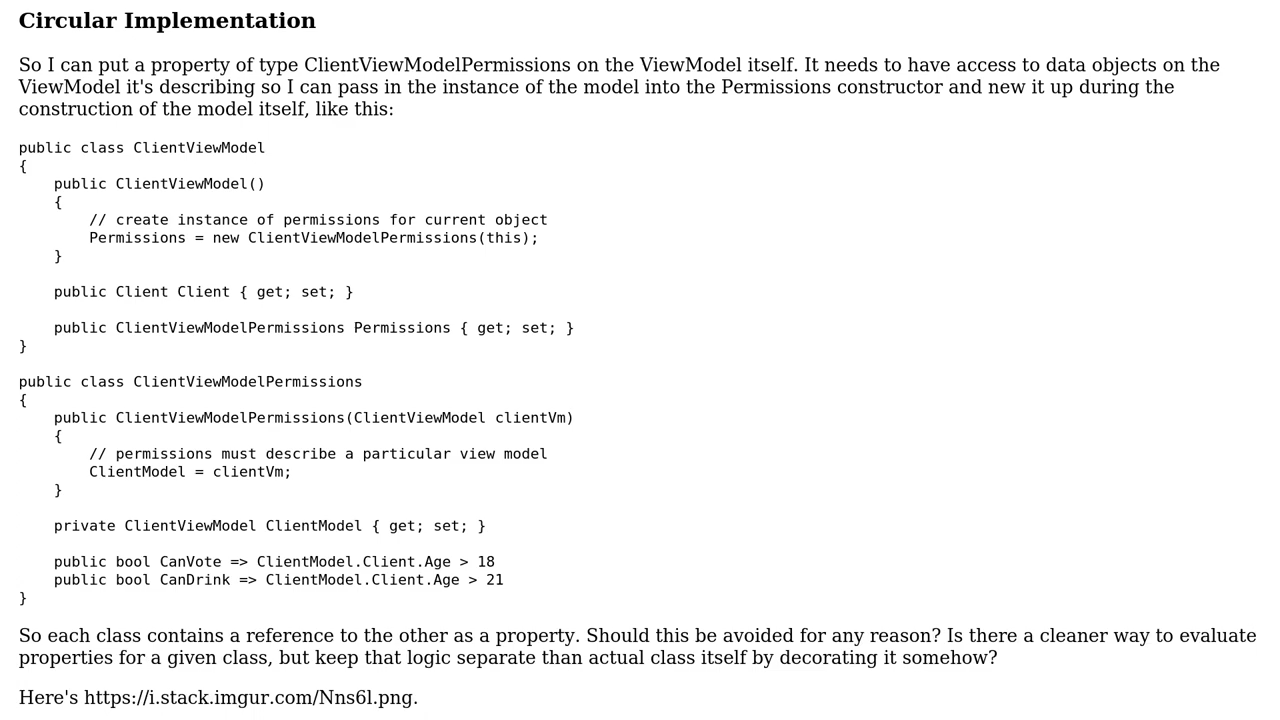 Circular Implementation
So I can put a property of type ClientViewModelPermissions on the ViewModel itself. It needs to have access to data objects on the
ViewModel it's describing so I can pass in the instance of the model into the Permissions constructor and new it up during the
construction of the model itself, like this:
public class ClientViewModel
{
    public ClientViewModel()
    {
        // create instance of permissions for current object
        Permissions = new ClientViewModelPermissions(this);
    }
    public Client Client { get; set; }
    public ClientViewModelPermissions Permissions { get; set; }
}
public class ClientViewModelPermissions
{
    public ClientViewModelPermissions(ClientViewModel clientVm)
    {
        // permissions must describe a particular view model
        ClientModel = clientVm;
    }
    private ClientViewModel ClientModel { get; set; }
    public bool CanVote => ClientModel.Client.Age > 18
    public bool CanDrink => ClientModel.Client.Age > 21
}
So each class contains a reference to the other as a property. Should this be avoided for any reason? Is there a cleaner way to evaluate
properties for a given class, but keep that logic separate than actual class itself by decorating it somehow?
Here's https://i.stack.imgur.com/Nns6l.png.